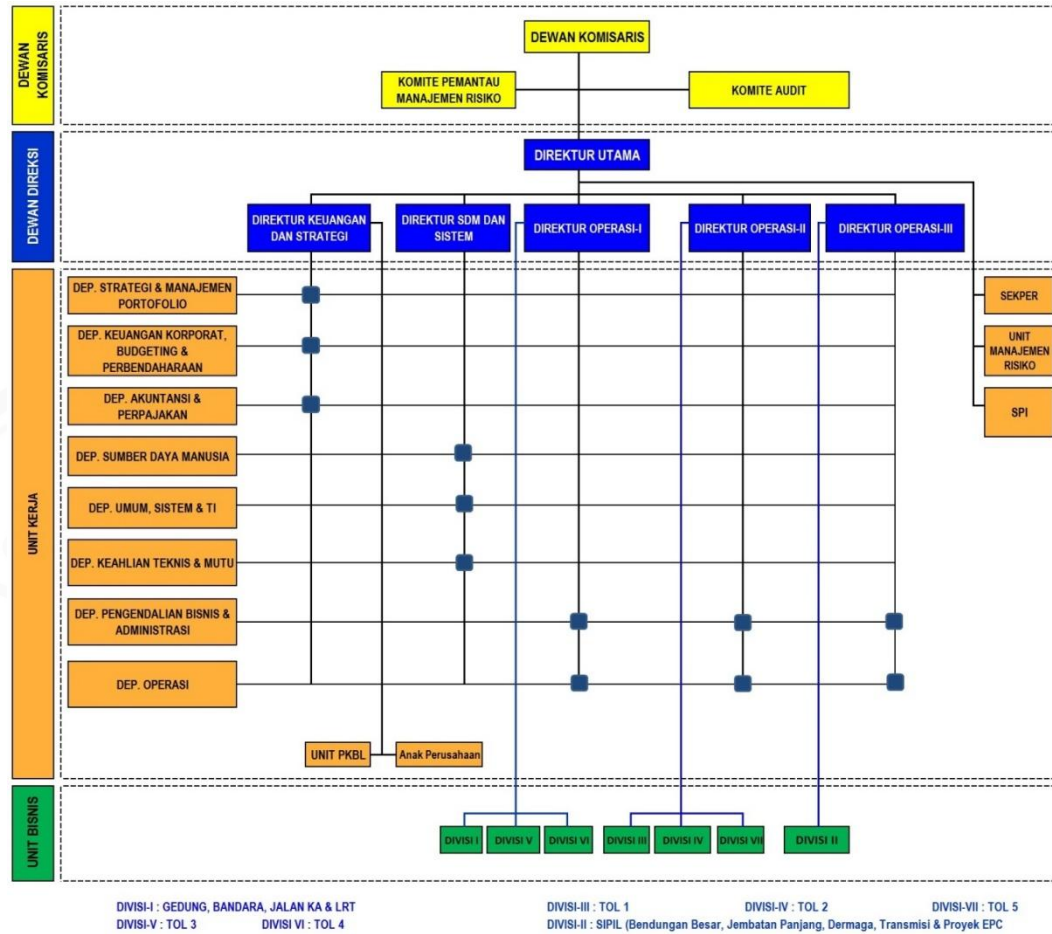 DEWAN
KOMISARIS
DEWAN KOMISARIS
KOMITE PEMANTAU
MANAJEMEN RISIKO
KOMITE AUDIT
DEWAN DIREKSI
DIREKTUR UTAMA
DIREKTUR KEUANGAN
DAN STRATEGI
DIREKTUR SDM DAN
SISTEM
DIREKTUR OPERASI-I
DIREKTUR OPERASI-II
DIREKTUR OPERASI-III
UNIT KERJA
DEP. STRATEGI & MANAJEMEN
PORTOFOLIO
DEP. KEUANGAN KORPORAT,
BUDGETING &
PERBENDAHARAAN
DEP. AKUNTANSI &
PERPAJAKAN
DEP. SUMBER DAYA MANUSIA
DEP. UMUM, SISTEM & TI
DEP. KEAHLIAN TEKNIS & MUTU
DEP. PENGENDALIAN BISNIS &
ADMINISTRASI
DEP. OPERASI
SEKPER
UNIT
MANAJEMEN
RISIKO
SPI
UNIT PKBL
Anak Perusahaan
UNIT BISNIS
DIVISI I
DIVISI V
DIVISI VI
DIVISI III
DIVISI IV
DIVISI VII
DIVISI II
DIVISI-I : GEDUNG, BANDARA, JALAN KA & LRT
DIVISI-V : TOL 3
DIVISI VI : TOL 4
DIVISI-III : TOL 1
DIVISI-IV : TOL 2
DIVISI-VII : TOL 5
DIVISI-II : SIPIL (Bendungan Besar, Jembatan Panjang, Dermaga, Transmisi & Proyek EPC